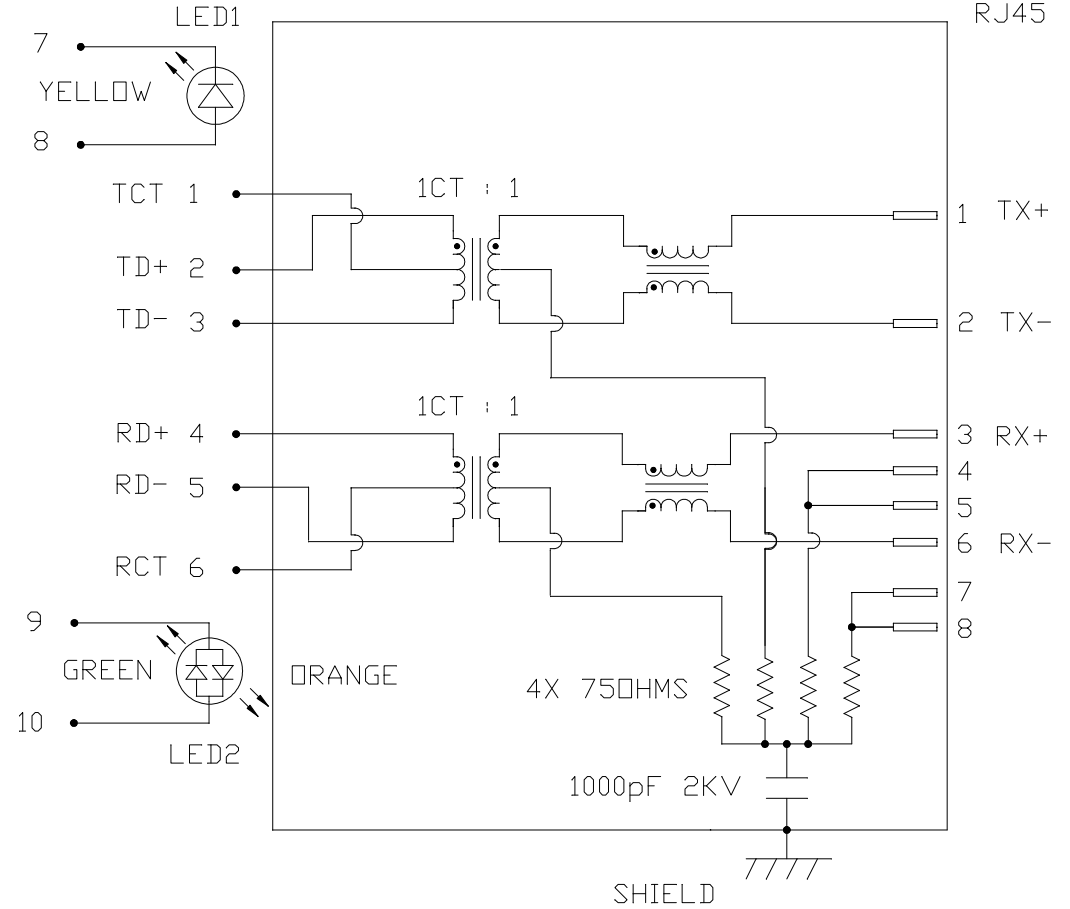 LED1
RJ45
7
YELLOW
8
TCT 1
1CT : 1
1 TX+
TD+ 2
TD- 3
2 TX-
1CT : 1
RD+ 4
3 RX+
4
RD- 5
5
6 RX-
RCT 6
7
9
8
GREEN
ORANGE
4X 75OHMS
10
LED2
1000pF 2KV
SHIELD